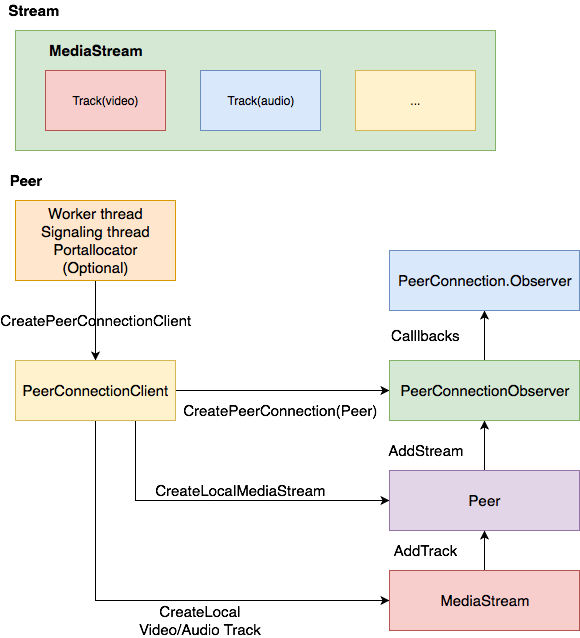 Stream
MediaStream
Track(video)
Track(audio)
...
Peer
Worker thread
Signaling thread
Portallocator
(Optional)
PeerConnection.Observer
CreatePeerConnectionClient
Calllbacks
PeerConnectionClient
PeerConnectionObserver
CreatePeerConnection(Peer)
AddStream
CreateLocalMediaStream
Peer
AddTrack
MediaStream
CreateLocal
Video/Audio Track